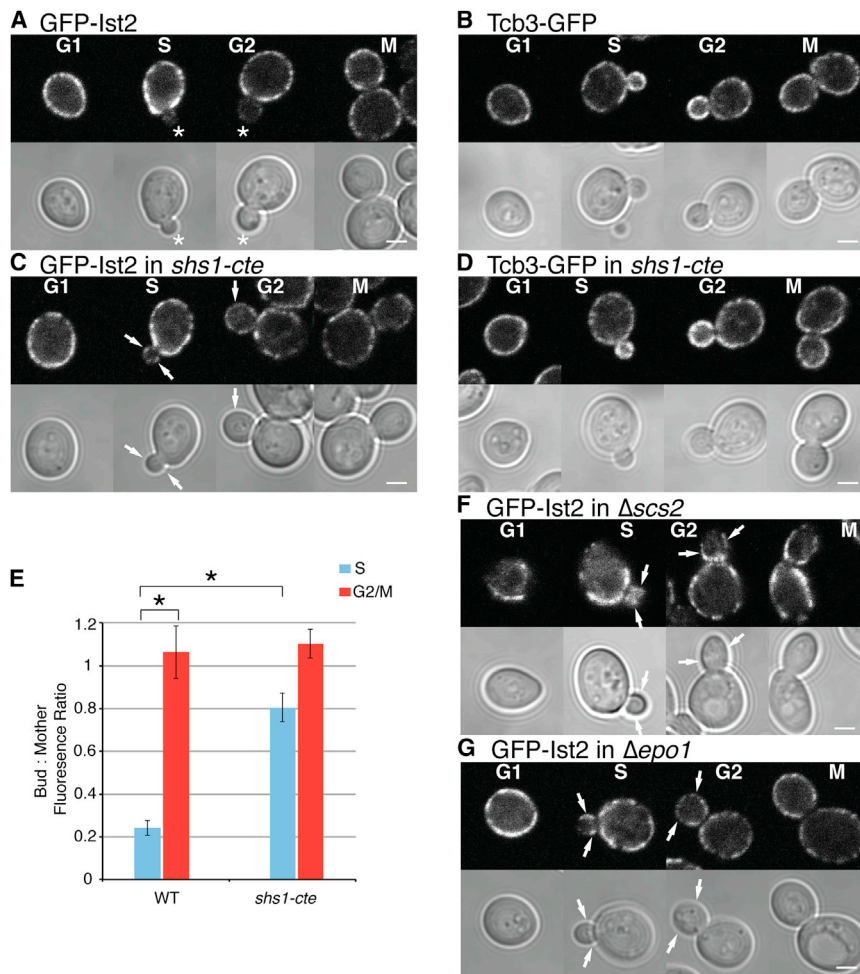 A GFP-Ist2
G1 S G2 M
*
*
*
*
B Tcb3-GFP
G1 S G2 M
C GFP-Ist2 in shs1-cte
G1 S G2 M
D Tcb3-GFP in shs1-cte
G1 S G2 M
E
S
G2/M
*
*
1.2
1
0.8
0.6
0.4
0.2
0
Bud : Mother
Fluoresence Ratio
WT shs1-cte
F GFP-Ist2 in Δscs2
G1 S G2 M
G GFP-Ist2 in Δepo1
G1 S G2 M